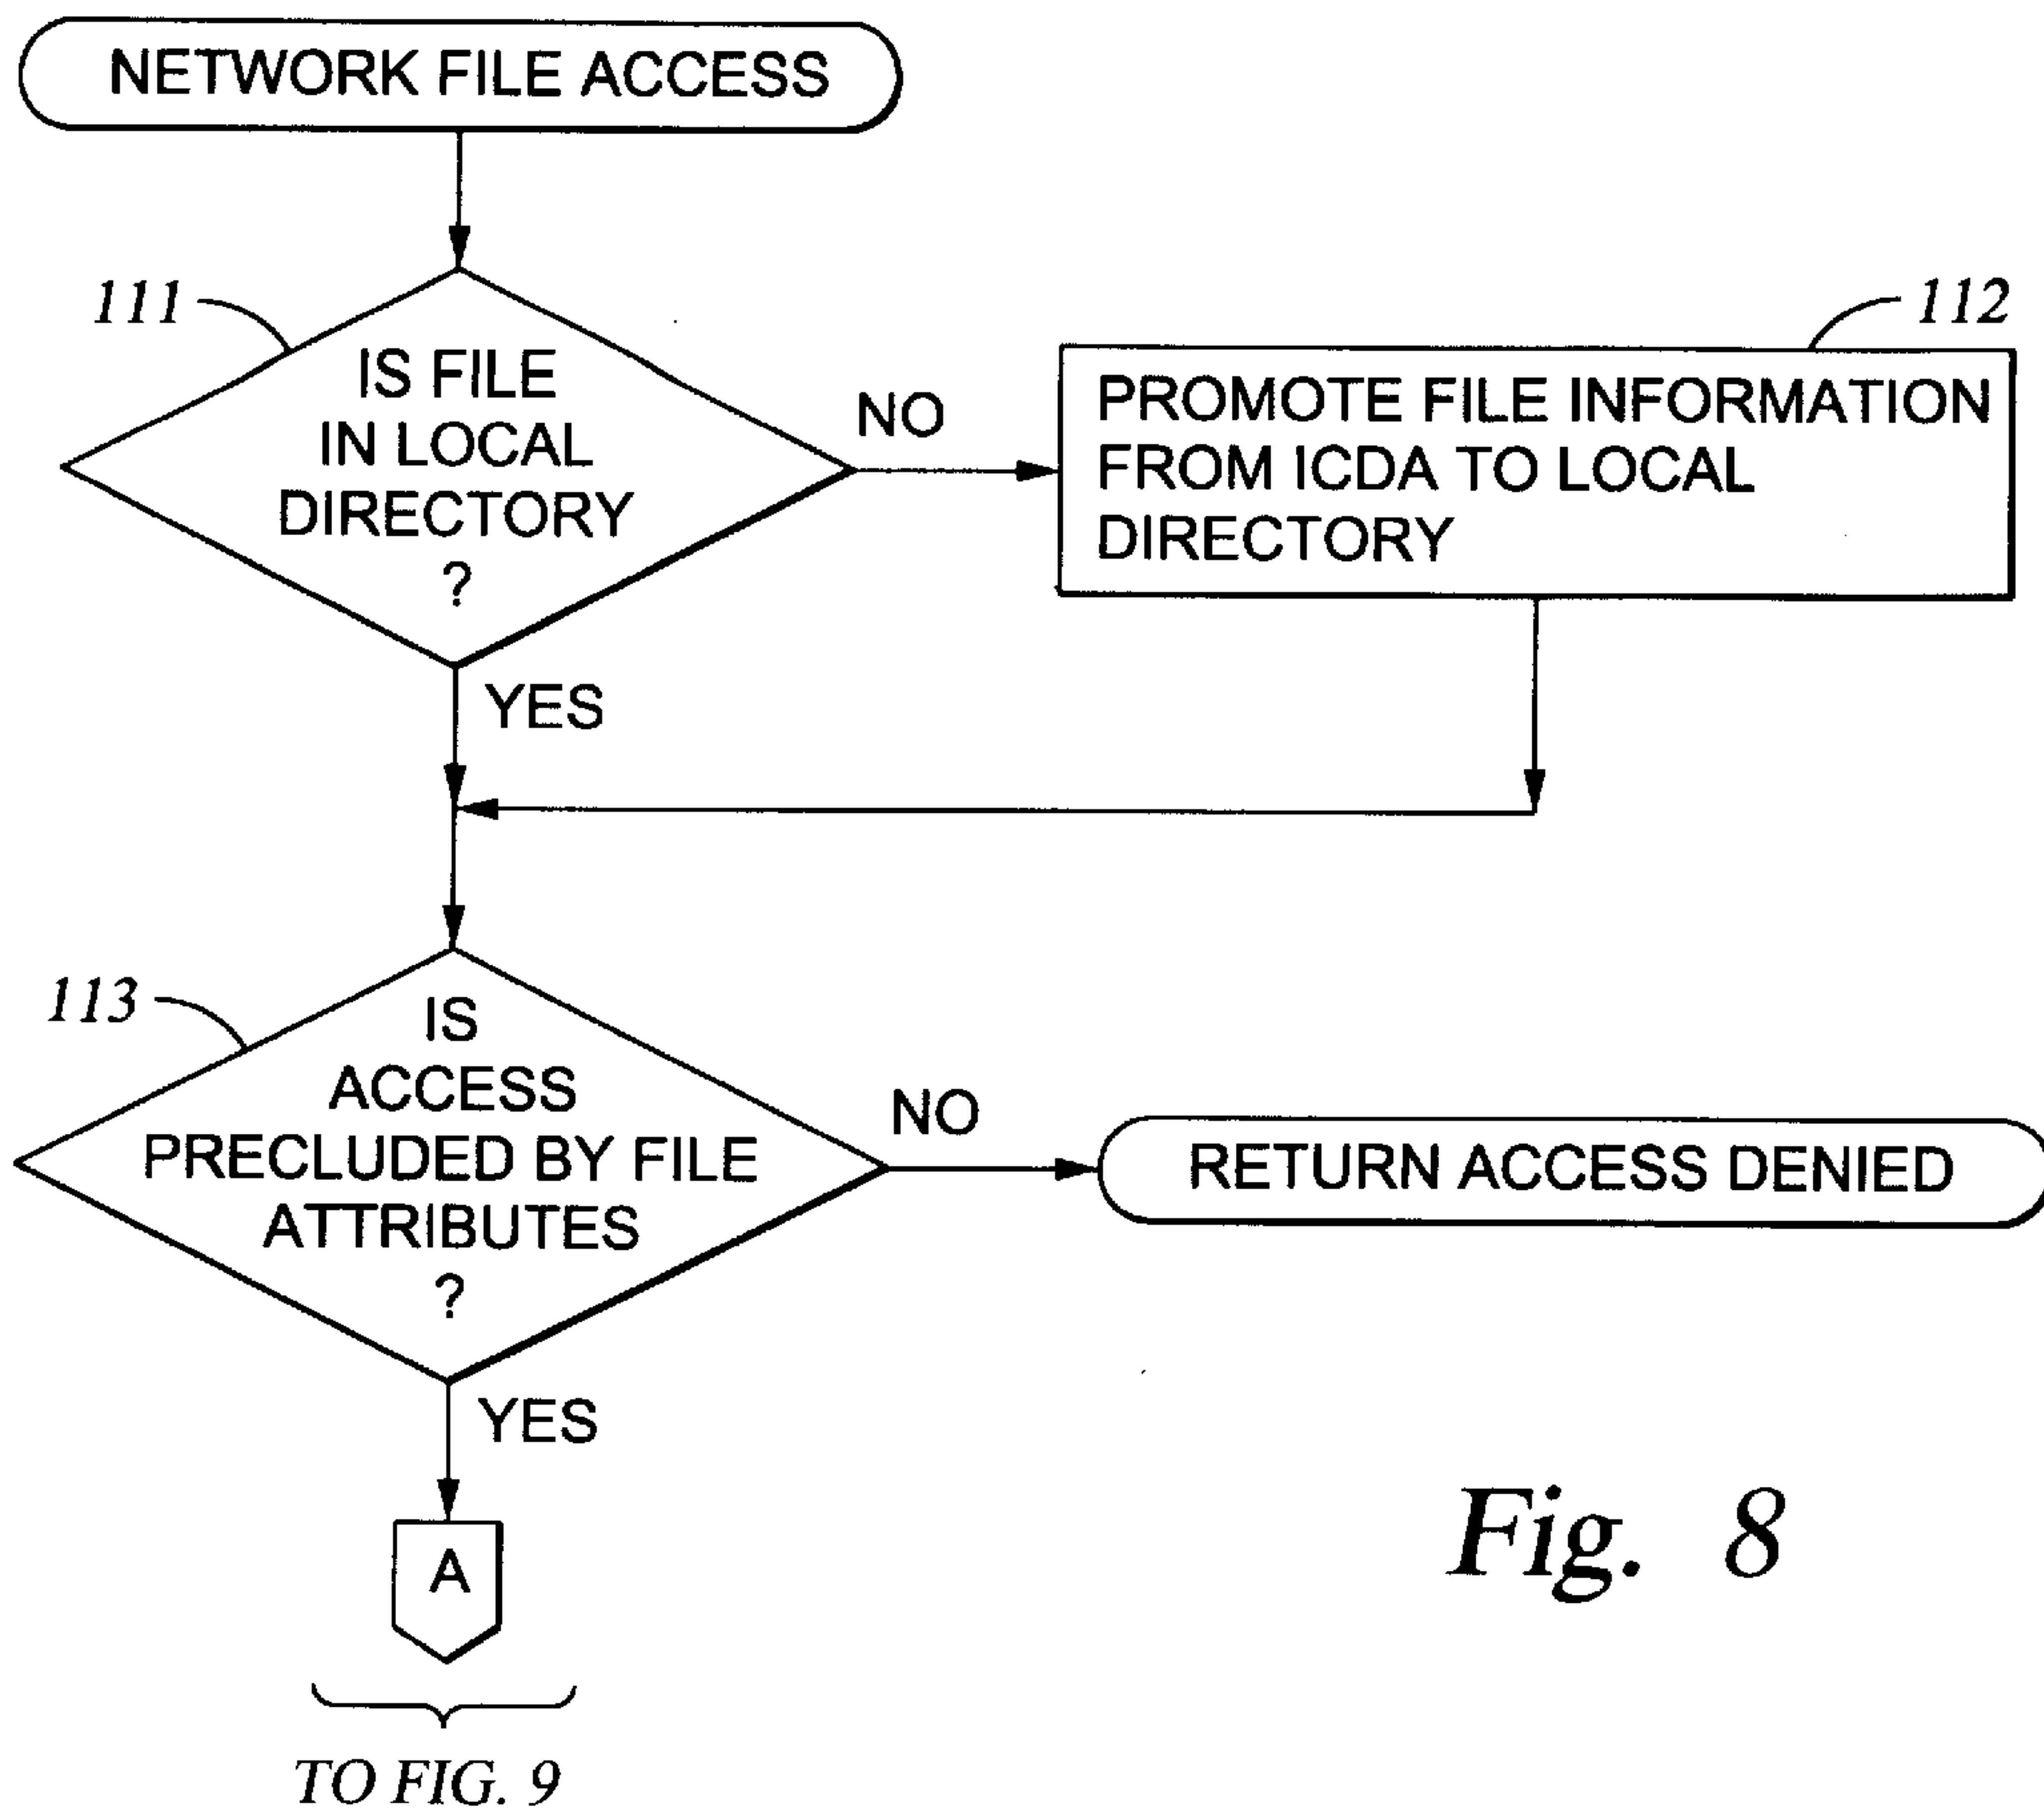 NETWORK FILE ACCESS
111
IS FILE
IN LOCAL
DIRECTORY
?
NO
112
PROMOTE FILE INFORMATION
FROM ICDA TO LOCAL
DIRECTORY
YES
113
IS
ACCESS
PRECLUDED BY FILE
ATTRIBUTES
?
NO
RETURN ACCESS DENIED
YES
A
TO FIG. 9
Fig. 8